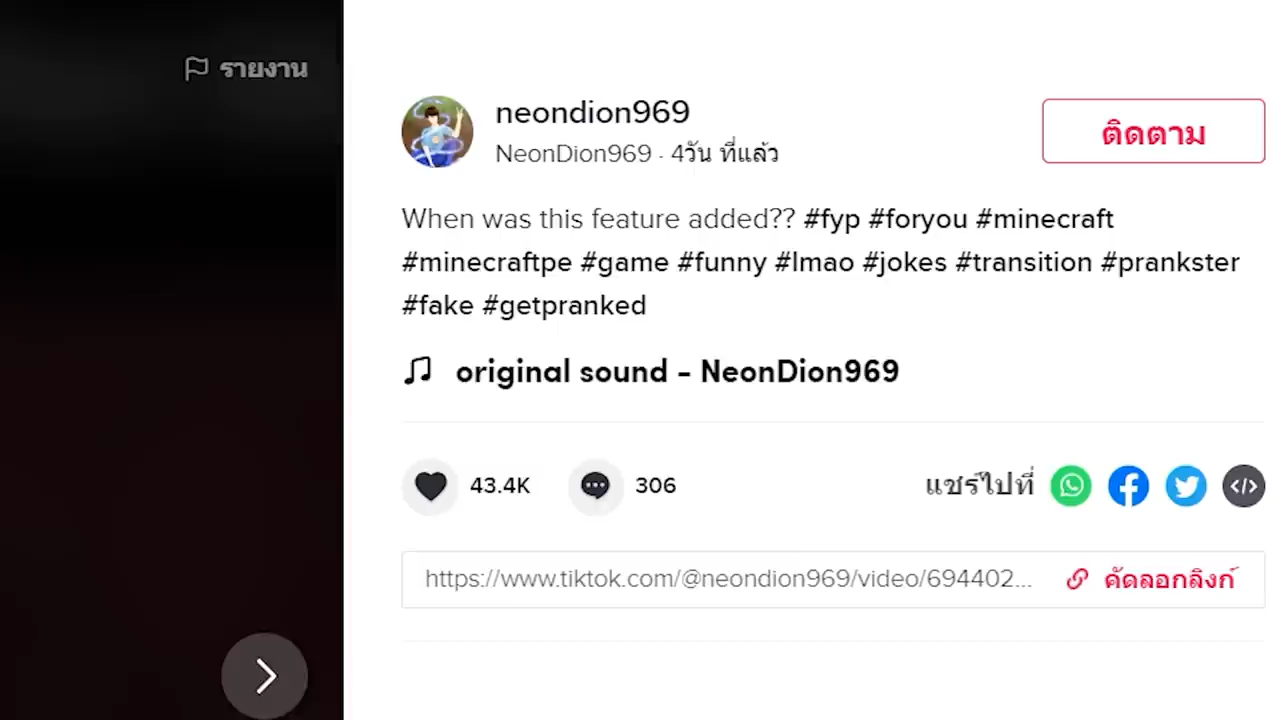 รายงาน
neondion969
NeonDion969 · 4วัน ที่แล้ว
ติดตาม
When was this feature added?? #fyp #foryou #minecraft
#minecraftpe #game #funny #lmao #jokes #transition #prankster
#fake #getpranked
original sound - NeonDion969
43.4K
306
แชร์ไปที่
https://www.tiktok.com/@neondion969/video/694402...
คัดลอกลิงก์